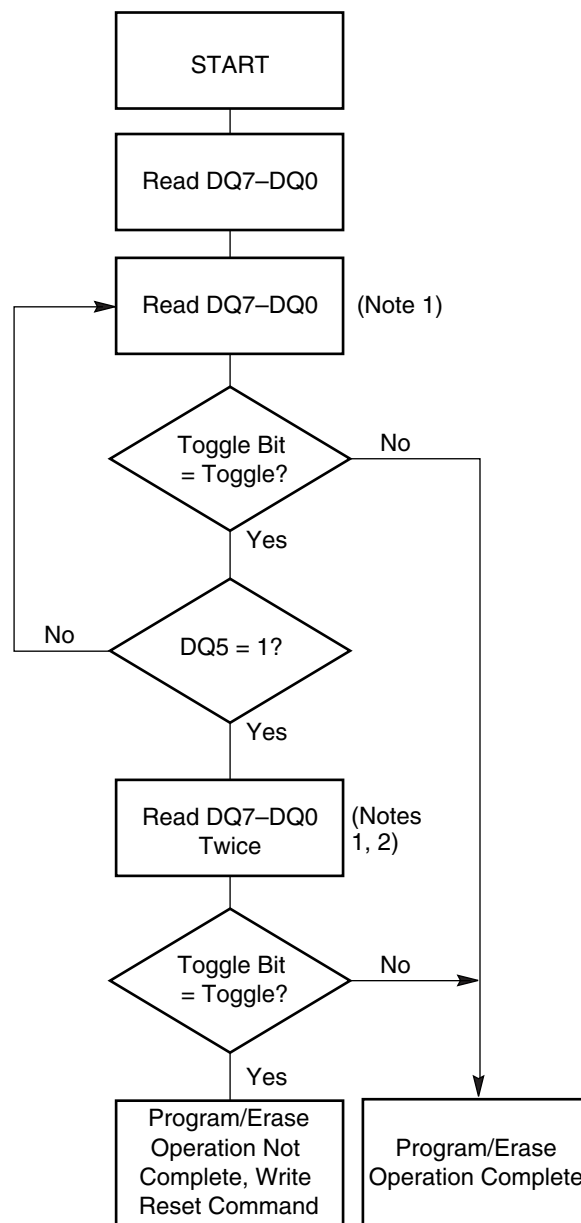 START
Read DQ7–DQ0
Read DQ7–DQ0
(Note 1)
Toggle Bit
= Toggle?
No
Yes
No
DQ5 = 1?
Yes
Read DQ7–DQ0
Twice
(Notes
1, 2)
Toggle Bit
= Toggle?
No
Yes
Program/Erase
Operation Not
Complete, Write
Reset Command
Program/Erase
Operation Complete